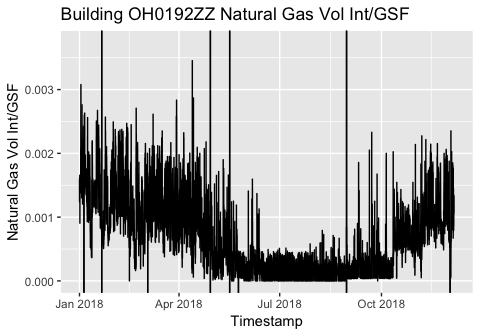 Building OH0192ZZ Natural Gas Vol Int/GSF
Natural Gas Vol Int/GSF
0.003
0.002
0.001
0.000
Jan 2018
Apr 2018
Jul 2018
Oct 2018
Timestamp